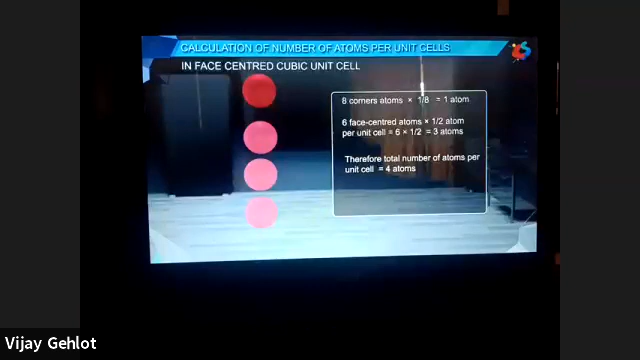 CALCULATION OF NUMBER OF ATOMS PER UNIT CELLS
IN FACE CENTRED CUBIC UNIT CELL
8 corners atoms × 1/8 = 1 atom
6 face-centred atoms × 1/2 atom
per unit cell = 6 × 1/2 = 3 atoms
Therefore total number of atoms per
unit cell = 4 atoms
Vijay Gehlot